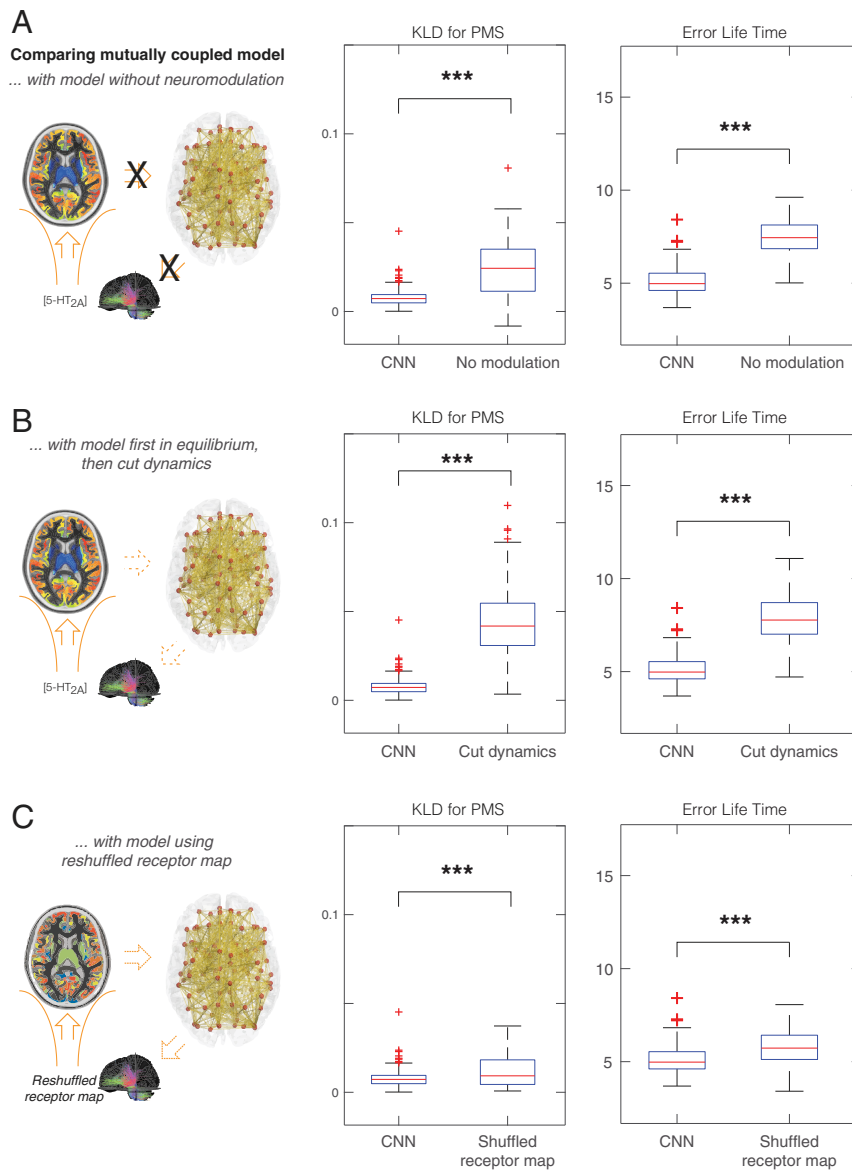 A
Comparing mutually coupled model
... with model without neuromodulation
X
X
[5-HT2A]
KLD for PMS
0.1
0
***
CNN
No modulation
Error Life Time
15
10
5
***
CNN
No modulation
B
... with model first in equilibrium,
then cut dynamics
[5-HT2A]
KLD for PMS
0.1
0
***
CNN
Cut dynamics
Error Life Time
15
10
5
***
CNN
Cut dynamics
C
... with model using
reshuffled receptor map
Reshuffled
receptor map
KLD for PMS
0.1
0
***
CNN
Shuffled
receptor map
Error Life Time
15
10
5
***
CNN
Shuffled
receptor map